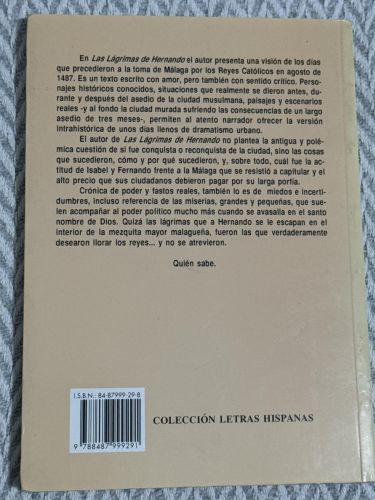 En Las Lágrimas de Hernando el autor presenta una visión de los días
que precedieron a la toma de Málaga por los Reyes Católicos en agosto de
1487. Es un texto escrito con amor, pero también con sentido crítico. Perso-
najes históricos conocidos, situaciones que realmente se dieron antes, du-
rante y después del asedio de la ciudad musulmana, paisajes y escenarios
reales -y al fondo la ciudad murada sufriendo las consecuencias de un largo
asedio de tres meses-, permiten al atento narrador ofrecer la versión
intrahistórica de unos días llenos de dramatismo urbano.
El autor de Las Lágrimas de Hernando no plantea la antigua y polé-
mica cuestión de si fue conquista o reconquista de la ciudad, sino las cosas
que sucedieron, cómo y por qué sucedieron, y, sobre todo, cuál fue la ac-
titud de Isabel y Fernando frente a la Málaga que se resistió a capitular y el
alto precio que sus ciudadanos debieron pagar por su larga porfía.
Crónica de poder y fastos reales, también lo es de miedos e incerti-
dumbres, incluso referencia de las miserias, grandes y pequeñas, que sue-
len acompañar al poder político mucho más cuando se avasalla en el santo
nombre de Dios. Quizá las lágrimas que a Hernando se le escapan en el
interior de la mezquita mayor malagueña, fueron las que verdaderamente
desearon llorar los reyes... y no se atrevieron.
Quién sabe.
I.S.B.N.: 84-87999-29-8
9 788487 999291
COLECCIÓN LETRAS HISPANAS